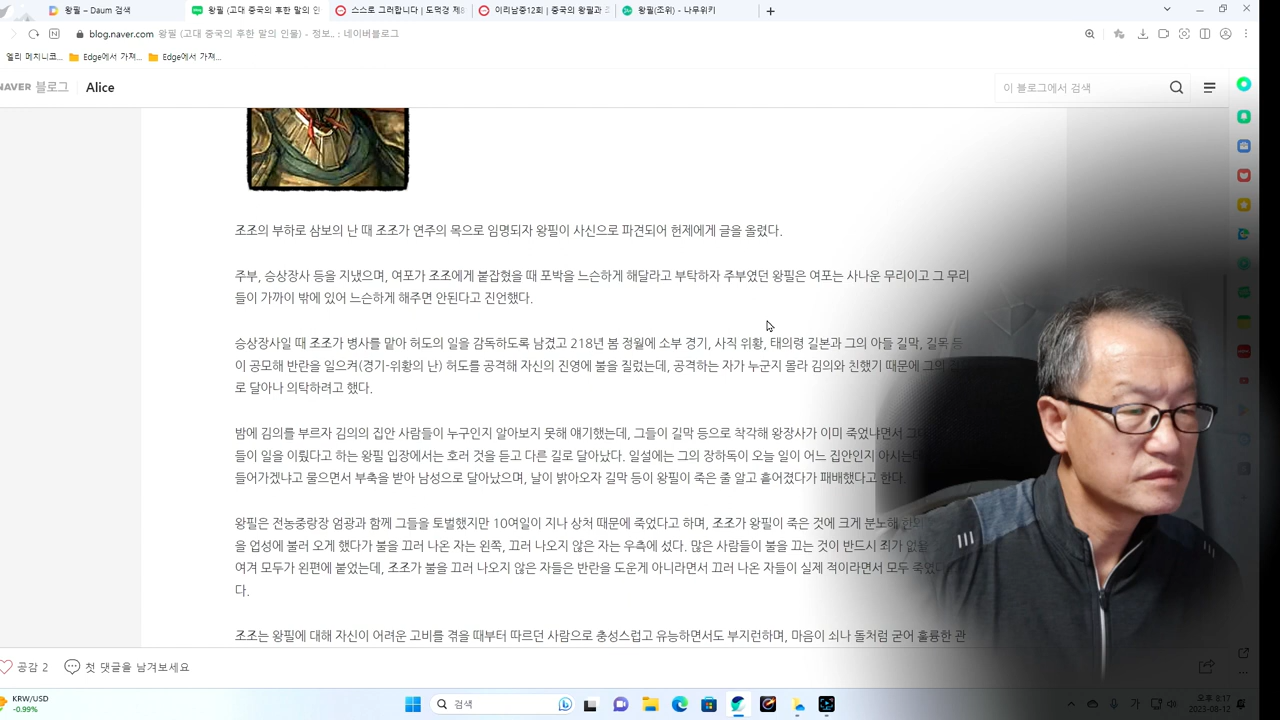 왕필 – Daum 검색
왕필 (고대 중국의 후한 말의 인
스스로 그러합니다 | 도덕경 제
이리남중12회 | 중국의 왕필과
왕필(조위) - 나무위키
blog.naver.com 왕필 (고대 중국의 후한 말의 인물) - 정보.. : 네이버블로그
엘리 머치니코... Edge에서 가져... Edge에서 가져...
NAVER 블로그 Alice 이 블로그에서 검색
조조의 부하로 삼보의 난 때 조조가 연주의 목으로 임명되자 왕필이 사신으로 파견되어 헌제에게 글을 올렸다.
주부, 승상장사 등을 지냈으며, 여포가 조조에게 붙잡혔을 때 포박을 느슨하게 해달라고 부탁하자 주부였던 왕필은 여포는 사나운 무리이고 그 무리
들이 가까이 밖에 있어 느슨하게 해주면 안된다고 진언했다.
승상장사일 때 조조가 병사를 맡아 허도의 일을 감독하도록 남겼고 218년 봄 정월에 소부 경기, 사직 위황, 태의령 길본과 그의 아들 길막, 길목 등
이 공모해 반란을 일으켜(경기-위황의 난) 허도를 공격해 자신의 진영에 불을 질렀는데, 공격하는 자가 누군지 몰라 김의와 친했기 때문에 그의
로 달아나 의탁하려고 했다.
밤에 김의를 부르자 김의의 집안 사람들이 누구인지 알아보지 못해 얘기했는데, 그들이 길막 등으로 착각해 왕장사가 이미 죽었냐면서
들이 일을 이뤘다고 하는 왕필 입장에서는 호러 것을 듣고 다른 길로 달아났다. 일설에는 그의 장하독이 오늘 일이 어느 집안인지 아시는데
들어가겠냐고 물으면서 부축을 받아 남성으로 달아났으며, 날이 밝아오자 길막 등이 왕필이 죽은 줄 알고 흩어졌다가 패배했다고 한다.
왕필은 전농중랑장 엄광과 함께 그들을 토벌했지만 10여일이 지나 상처 때문에 죽었다고 하며, 조조가 왕필이 죽은 것에 크게 분노해
을 업성에 불러 오게 했다가 불을 끄러 나온 자는 왼쪽, 끄러 나오지 않은 자는 우측에 섰다. 많은 사람들이 불을 끄는 것이 반드시 죄가
여겨 모두가 왼편에 붙었는데, 조조가 불을 끄러 나오지 않은 자들은 반란을 도운게 아니라면서 끄러 나온 자들이 실제 적이라면서 모두
다.
조조는 왕필에 대해 자신이 어려운 고비를 겪을 때부터 따르던 사람으로 충성스럽고 유능하면서도 부지런하며, 마음이 쇠나 돌처럼 굳어 훌륭한 관
공감 2 첫 댓글을 남겨보세요
KRW/USD
-0.99%
검색
가
오후 8:17
2023-08-12